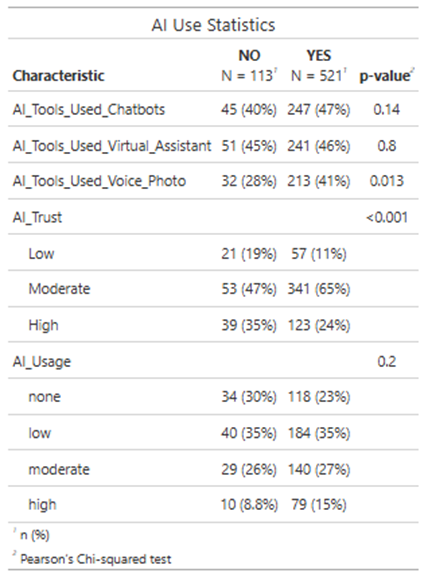 AI Use Statistics
NO YES
Characteristic N = 113¹ N = 521¹ p-value²
AI_Tools_Used_Chatbots 45 (40%) 247 (47%) 0.14
AI_Tools_Used_Virtual_Assistant 51 (45%) 241 (46%) 0.8
AI_Tools_Used_Voice_Photo 32 (28%) 213 (41%) 0.013
AI_Trust <0.001
Low 21 (19%) 57 (11%)
Moderate 53 (47%) 341 (65%)
High 39 (35%) 123 (24%)
AI_Usage 0.2
none 34 (30%) 118 (23%)
low 40 (35%) 184 (35%)
moderate 29 (26%) 140 (27%)
high 10 (8.8%) 79 (15%)
¹ n (%)
² Pearson's Chi-squared test